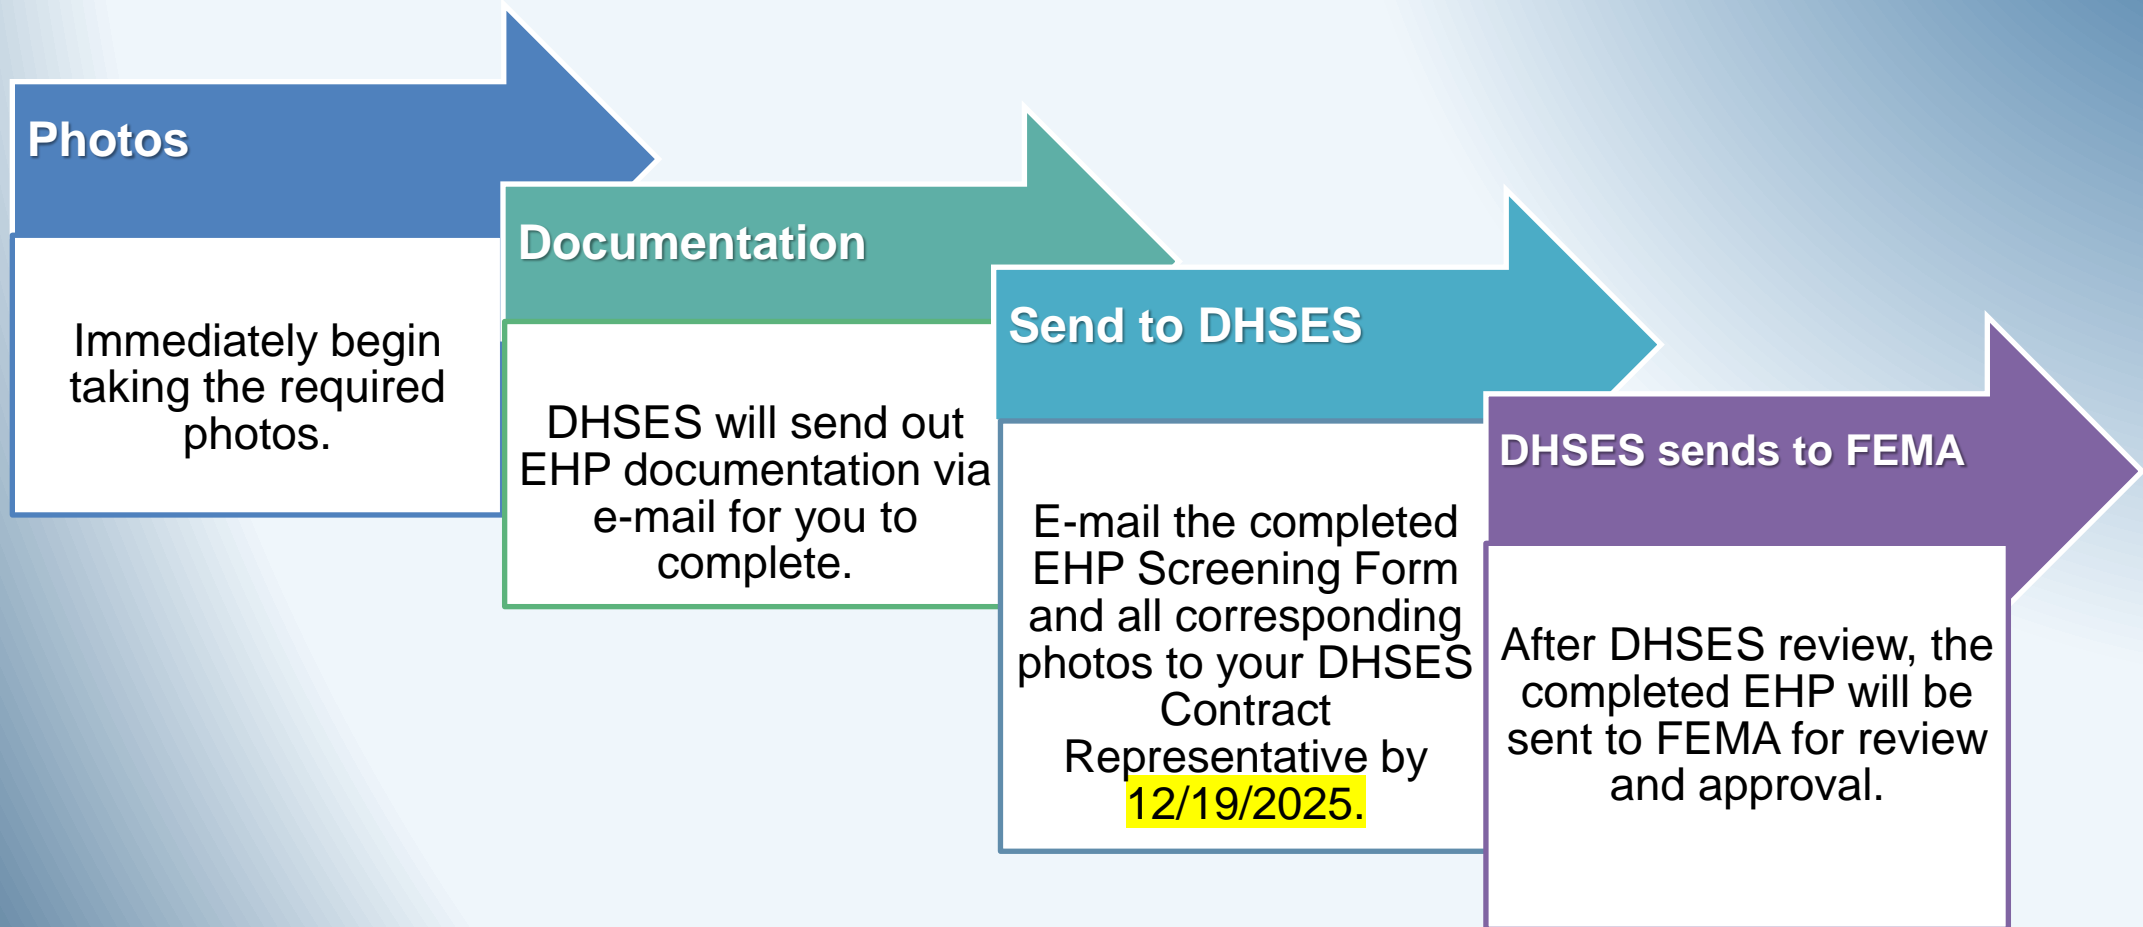 Photos
Immediately begin
taking the required
photos.
Documentation
DHSES will send out
EHP documentation via
e-mail for you to
complete.
Send to DHSES
E-mail the completed
EHP Screening Form
and all corresponding
photos to your DHSES
Contract
Representative by
12/19/2025.
DHSES sends to FEMA
After DHSES review, the
completed EHP will be
sent to FEMA for review
and approval.